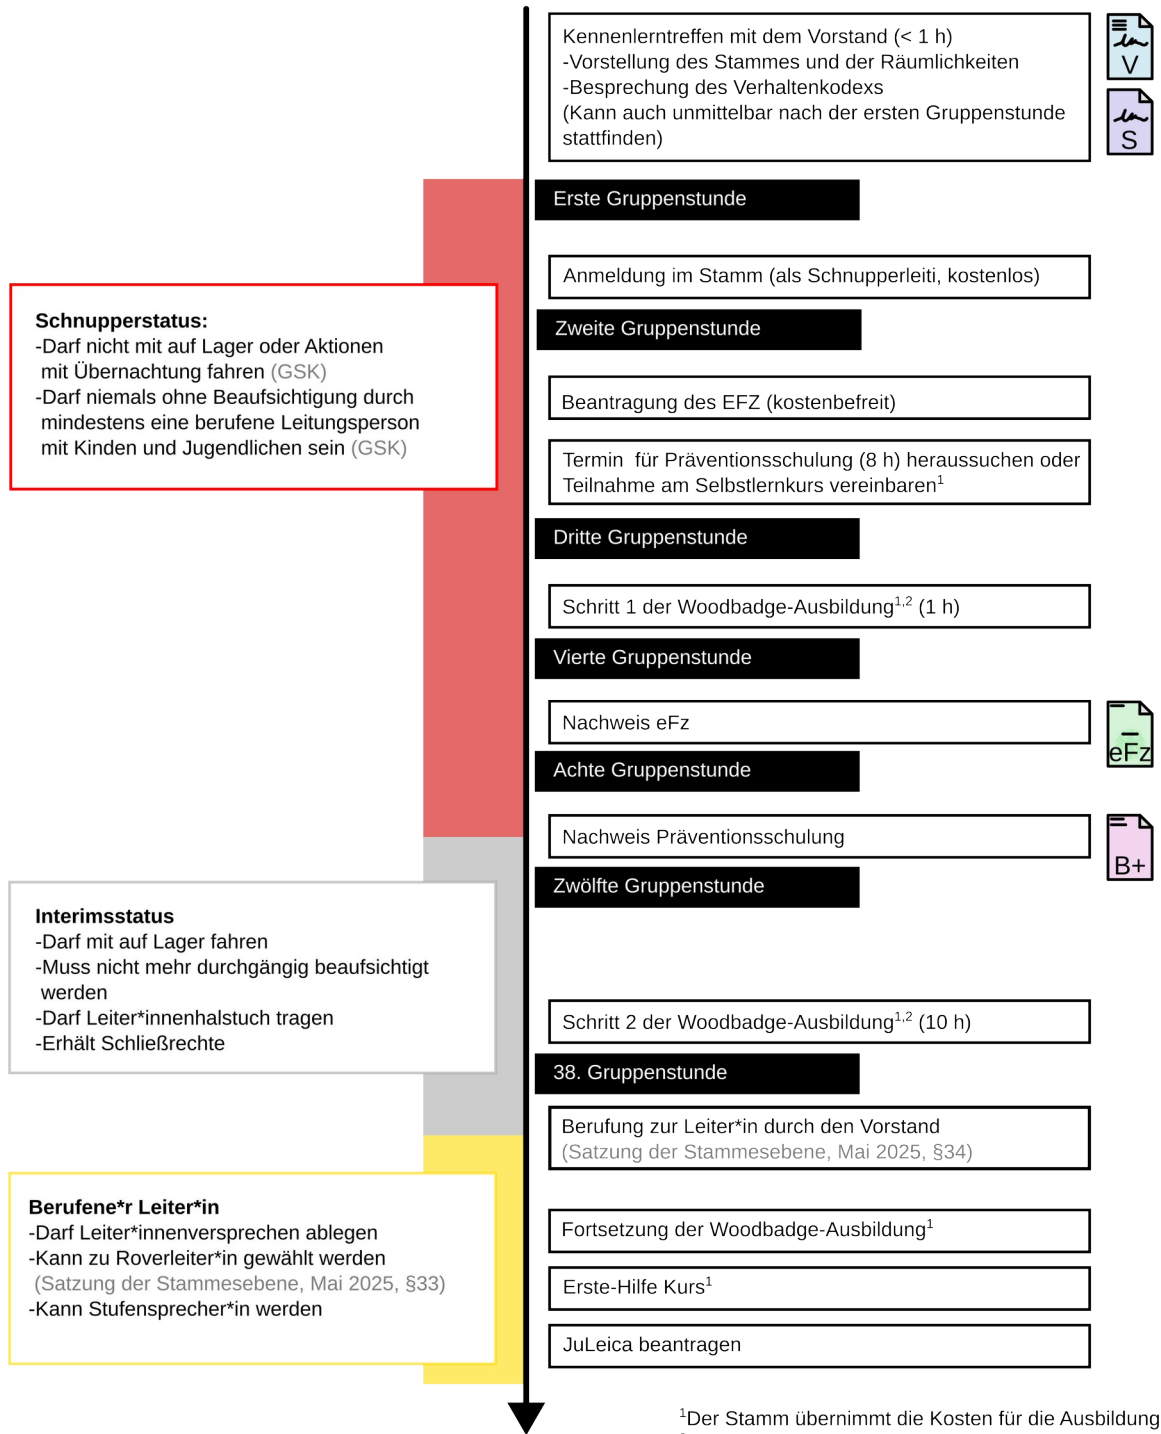 Kennenlerntreffen mit dem Vorstand (< 1 h)
-Vorstellung des Stammes und der Räumlichkeiten
-Besprechung des Verhaltenkodexs
(Kann auch unmittelbar nach der ersten Gruppenstunde
stattfinden)
V
S
Erste Gruppenstunde
Anmeldung im Stamm (als Schnupperleiti, kostenlos)
Schnupperstatus:
-Darf nicht mit auf Lager oder Aktionen
mit Übernachtung fahren (GSK)
-Darf niemals ohne Beaufsichtigung durch
mindestens eine berufene Leitungsperson
mit Kinden und Jugendlichen sein (GSK)
Zweite Gruppenstunde
Beantragung des EFZ (kostenbefreit)
Termin für Präventionsschulung (8 h) heraussuchen oder
Teilnahme am Selbstlernkurs vereinbaren¹
Dritte Gruppenstunde
Schritt 1 der Woodbadge-Ausbildung¹,² (1 h)
Vierte Gruppenstunde
Nachweis eFz
eFz
Achte Gruppenstunde
Nachweis Präventionsschulung
B+
Zwölfte Gruppenstunde
Interimsstatus
-Darf mit auf Lager fahren
-Muss nicht mehr durchgängig beaufsichtigt
werden
-Darf Leiter*innenhalstuch tragen
-Erhält Schließrechte
Schritt 2 der Woodbadge-Ausbildung¹,² (10 h)
38. Gruppenstunde
Berufung zur Leiter*in durch den Vorstand
(Satzung der Stammesebene, Mai 2025, §34)
Berufene*r Leiter*in
-Darf Leiter*innenversprechen ablegen
-Kann zu Roverleiter*in gewählt werden
(Satzung der Stammesebene, Mai 2025, §33)
-Kann Stufensprecher*in werden
Fortsetzung der Woodbadge-Ausbildung¹
Erste-Hilfe Kurs¹
JuLeica beantragen
¹Der Stamm übernimmt die Kosten für die Ausbildung